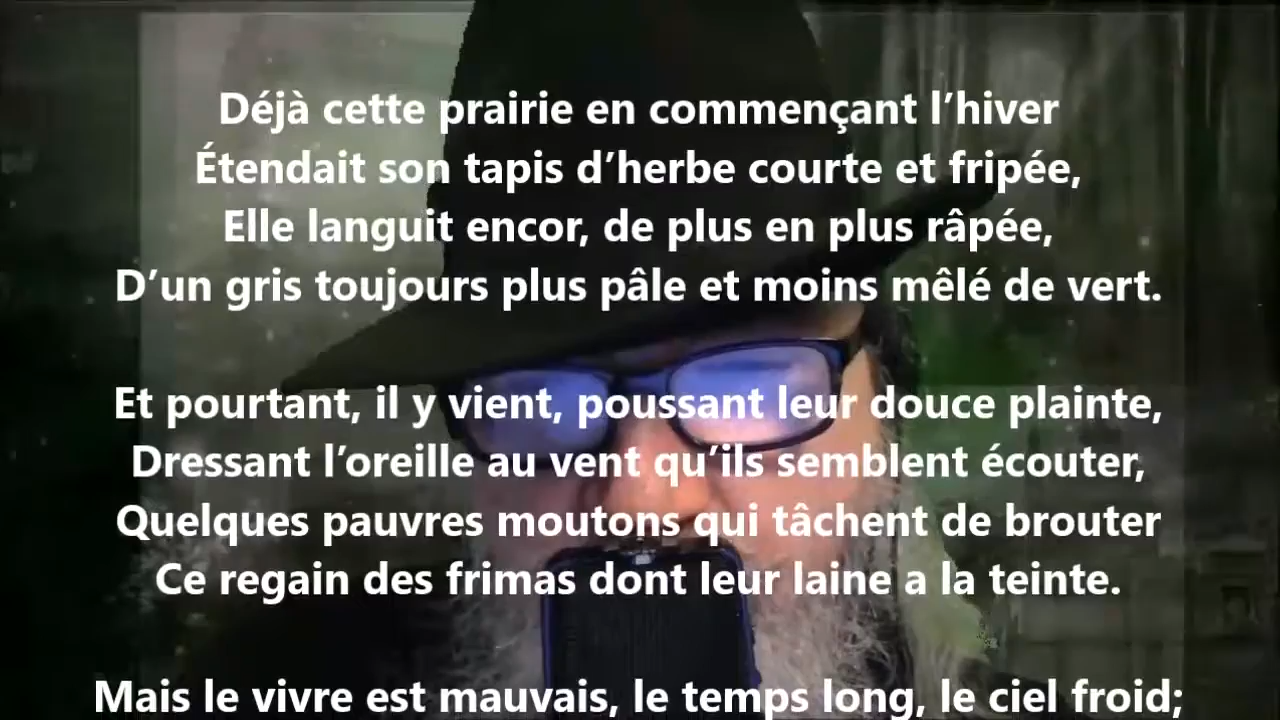 Déjà cette prairie en commençant l’hiver
Étendait son tapis d’herbe courte et fripée,
Elle languit encor, de plus en plus râpée,
D’un gris toujours plus pâle et moins mêlé de vert.
Et pourtant, il y vient, poussant leur douce plainte,
Dressant l’oreille au vent qu’ils semblent écouter,
Quelques pauvres moutons qui tâchent de brouter
Ce regain des frimas dont leur laine a la teinte.
Mais le vivre est mauvais, le temps long, le ciel froid;